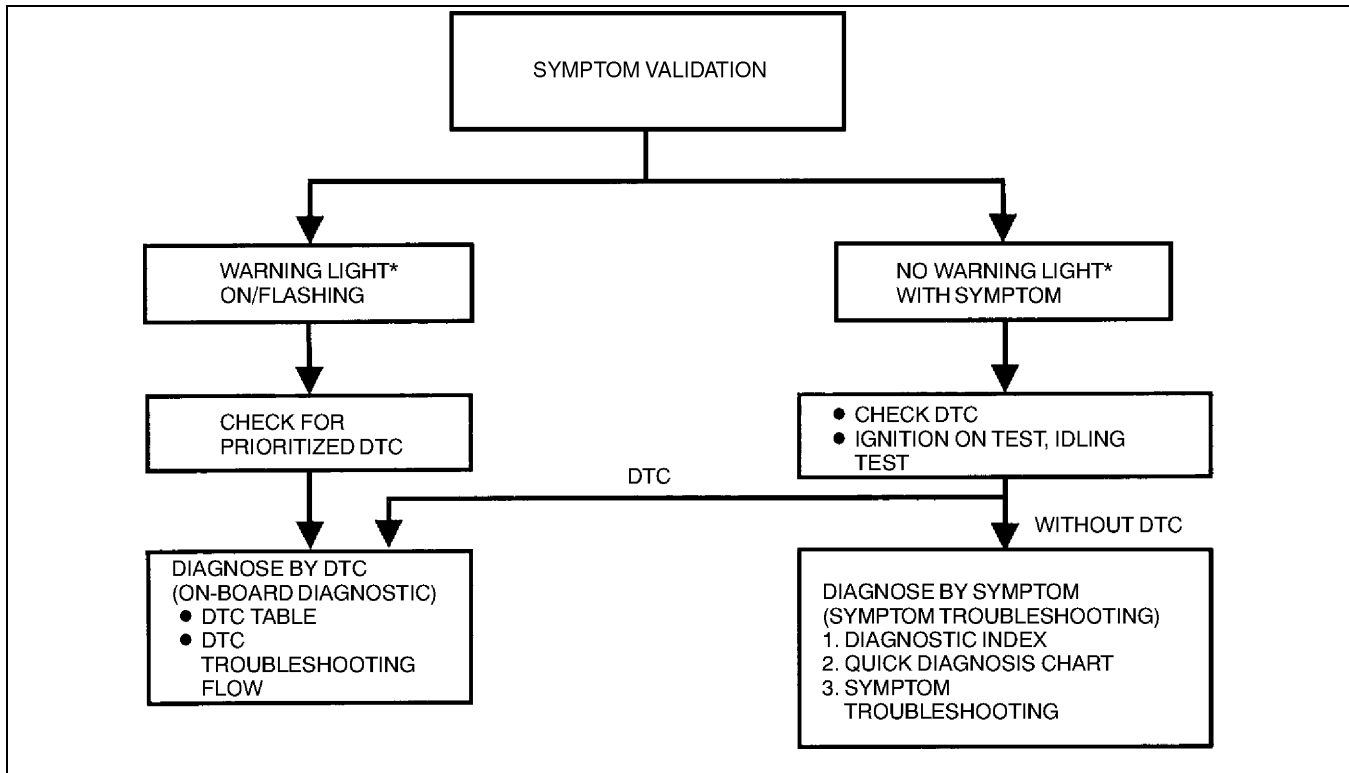 SYMPTOM VALIDATION
WARNING LIGHT*
ON/FLASHING
NO WARNING LIGHT*
WITH SYMPTOM
CHECK FOR
PRIORITIZED DTC
● CHECK DTC
● IGNITION ON TEST, IDLING
TEST
DTC
WITHOUT DTC
DIAGNOSE BY DTC
(ON-BOARD DIAGNOSTIC)
● DTC TABLE
● DTC
TROUBLESHOOTING
FLOW
DIAGNOSE BY SYMPTOM
(SYMPTOM TROUBLESHOOTING)
1. DIAGNOSTIC INDEX
2. QUICK DIAGNOSIS CHART
3. SYMPTOM
TROUBLESHOOTING